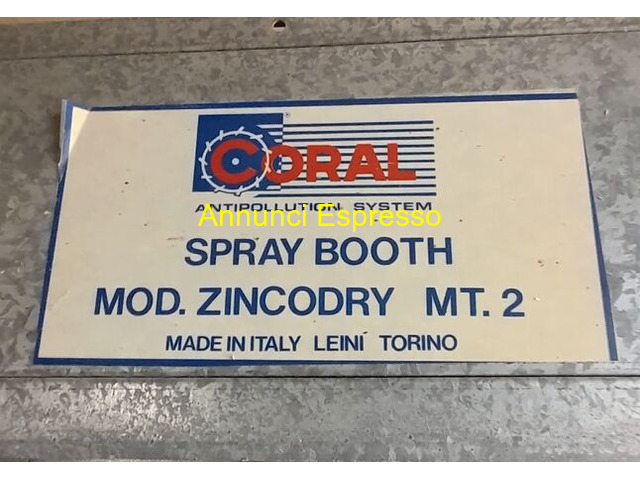 CORAL
ANTIPOLLUTION SYSTEM
Annunci Espresso
SPRAY BOOTH
MOD. ZINCODRY MT. 2
MADE IN ITALY LEINÍ TORINO